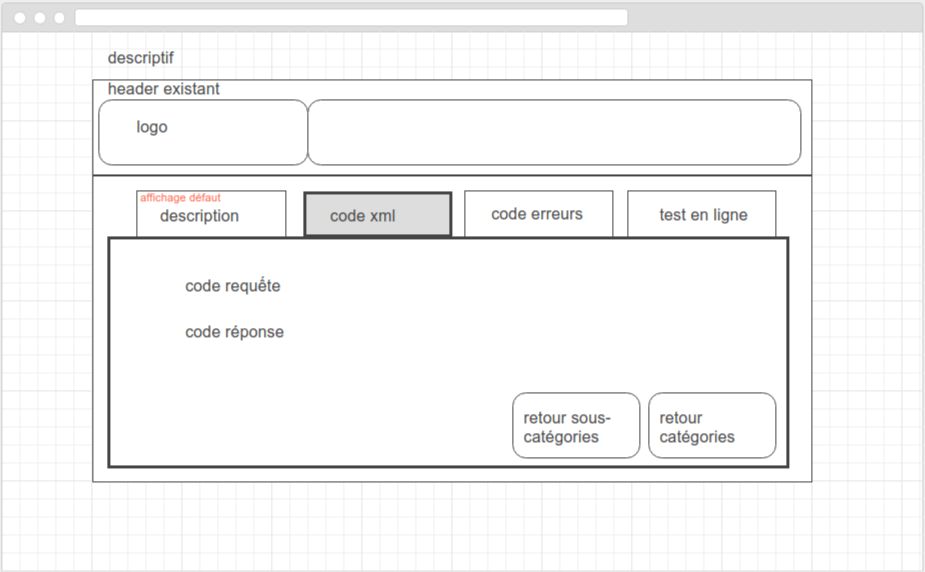 descriptif
header existant
logo
affichage défaut
description
code xml
code erreurs
test en ligne
code requête
code réponse
retour sous-
catégories
retour
catégories